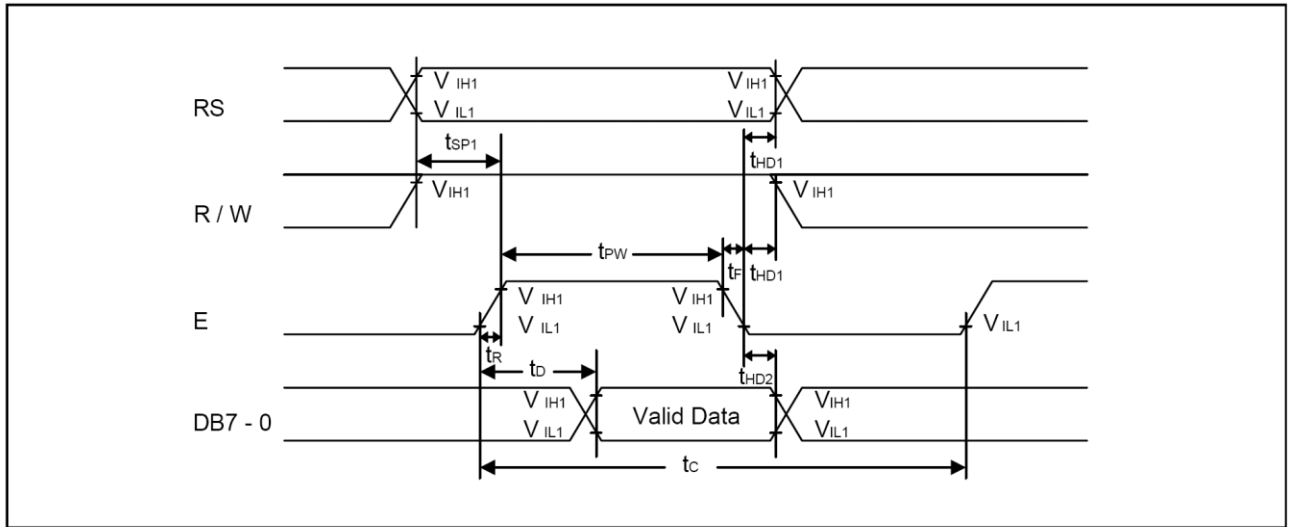 RS
V IH1
V IH1
V IL1
V IL1
tSP1
tHD1
R / W
VIH1
V IH1
tPW
tF
tHD1
E
V IH1
V IH1
V IL1
V IL1
V IL1
tR
tD
tHD2
DB7 - 0
V IH1
Valid Data
VIH1
V IL1
VIL1
tC